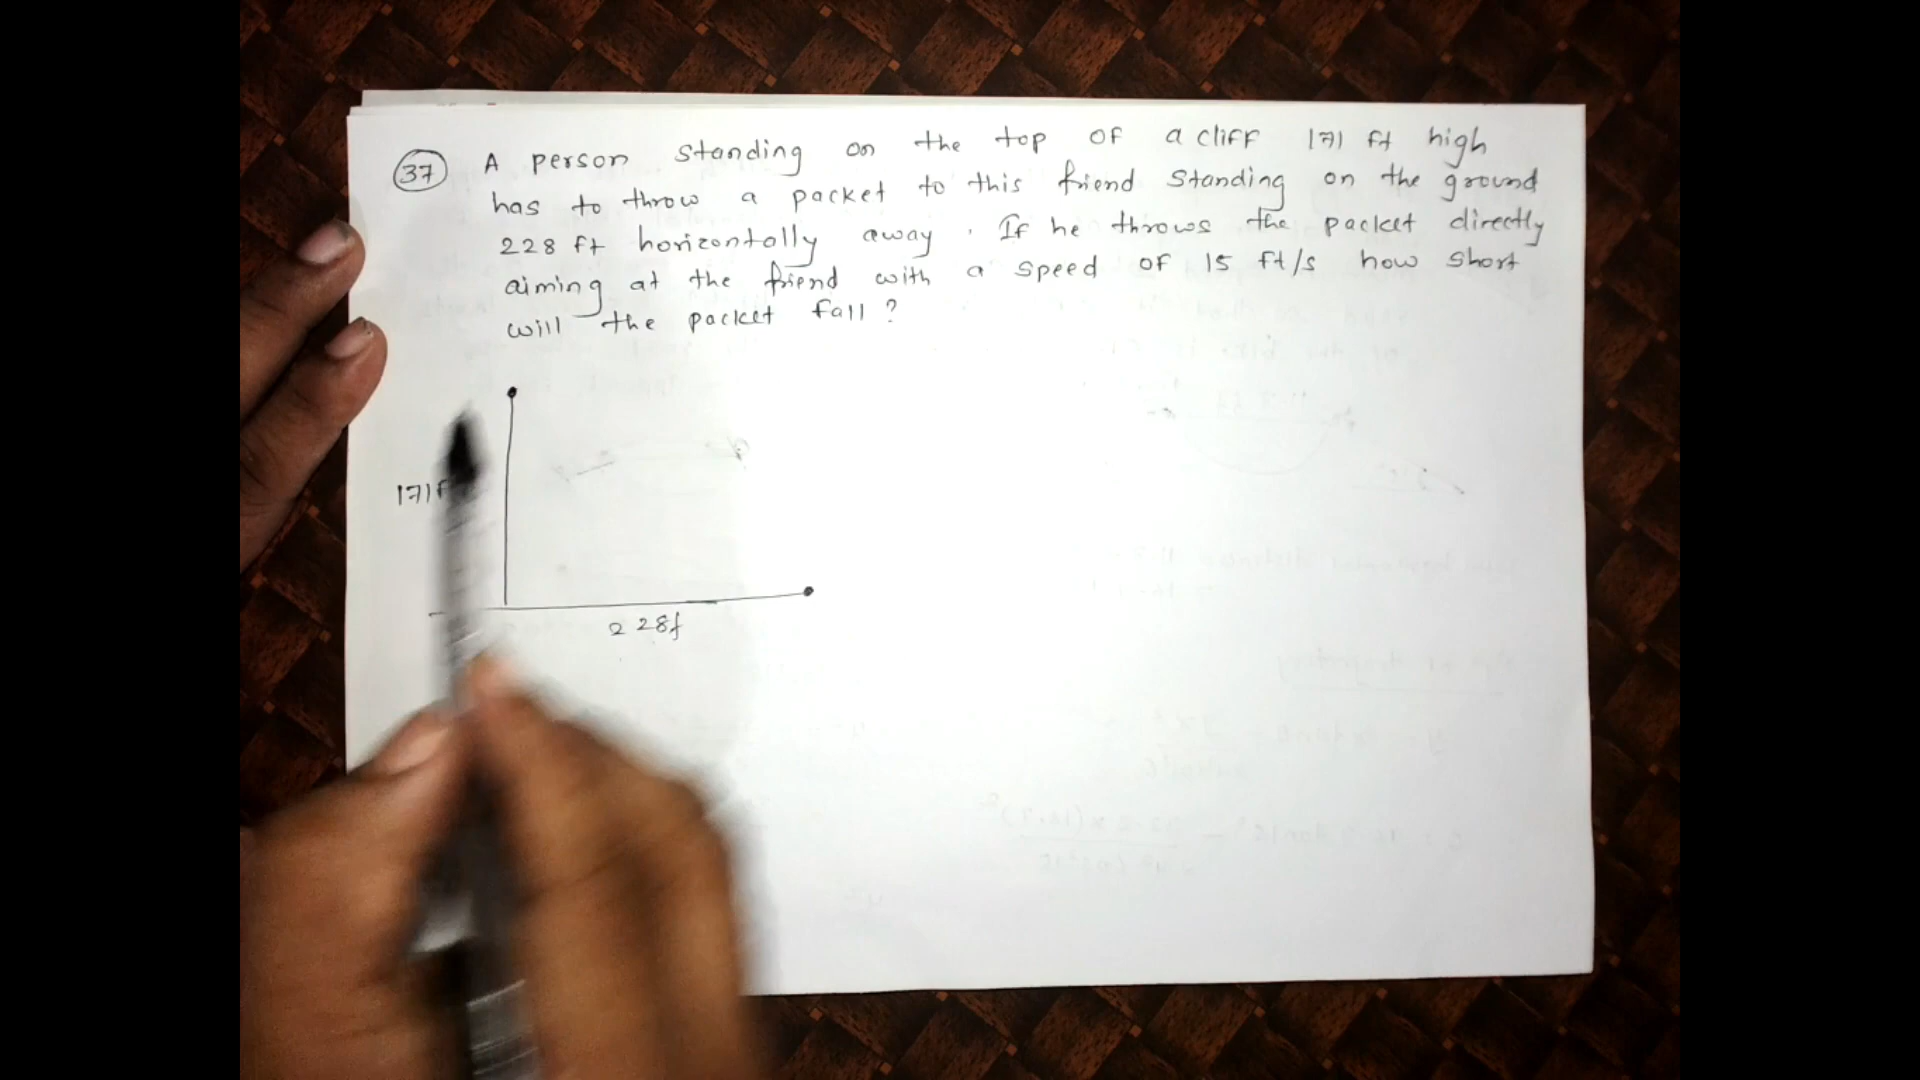 37 A person standing on the top of a cliff 171 ft high
has to throw a packet to this friend standing on the ground
228 ft horizontally away. If he throws the packet directly
aiming at the friend with a speed of 15 ft/s how short
will the packet fall?
171f
228f